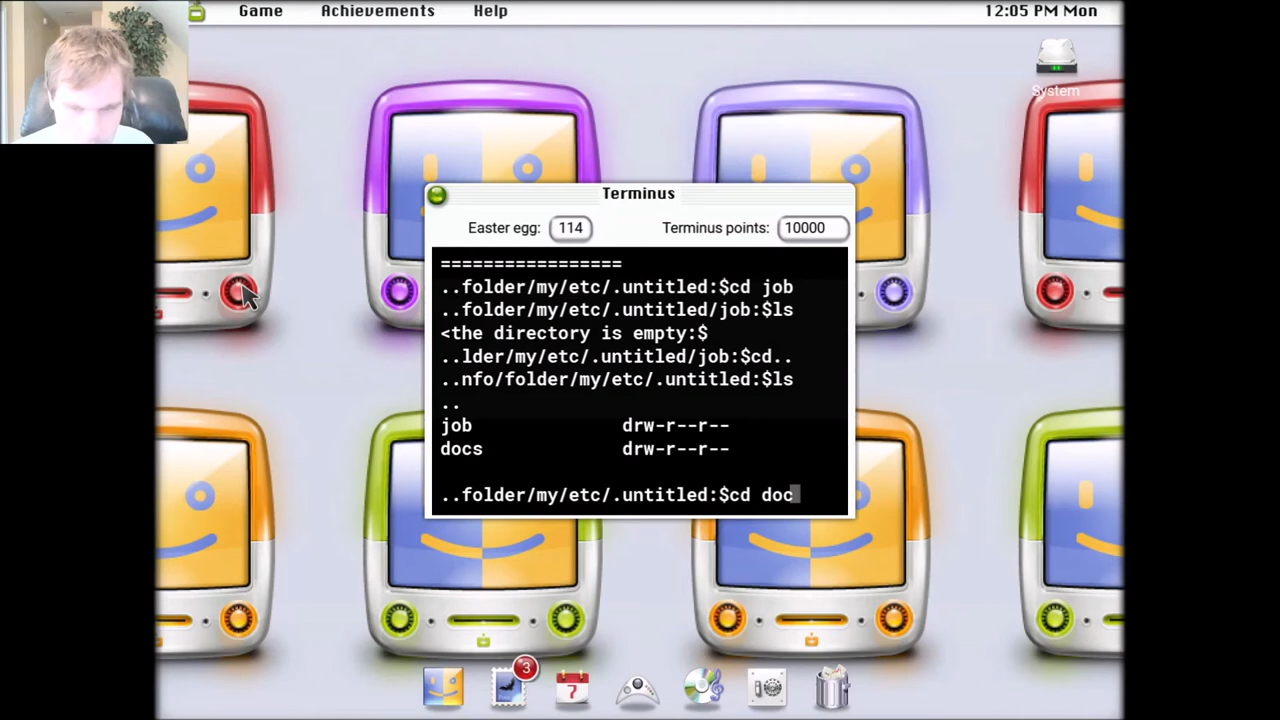 Game Achievements Help 12:05 PM Mon
System
Terminus
Easter egg: 114 Terminus points: 10000
=================
..folder/my/etc/.untitled:$cd job
..folder/my/etc/.untitled/job:$ls
<the directory is empty:$
..lder/my/etc/.untitled/job:$cd..
..nfo/folder/my/etc/.untitled:$ls
..
job drw-r--r--
docs drw-r--r--
..folder/my/etc/.untitled:$cd doc
3
7